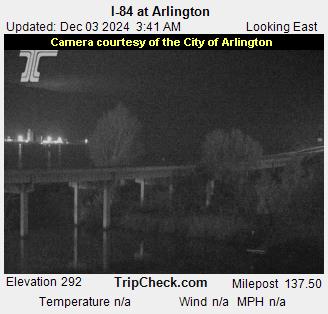 I-84 at Arlington
Updated: Dec 03 2024 3:41 AM Looking East
Camera courtesy of the City of Arlington
Elevation 292 TripCheck.com Milepost 137.50
Temperature n/a Wind n/a MPH n/a